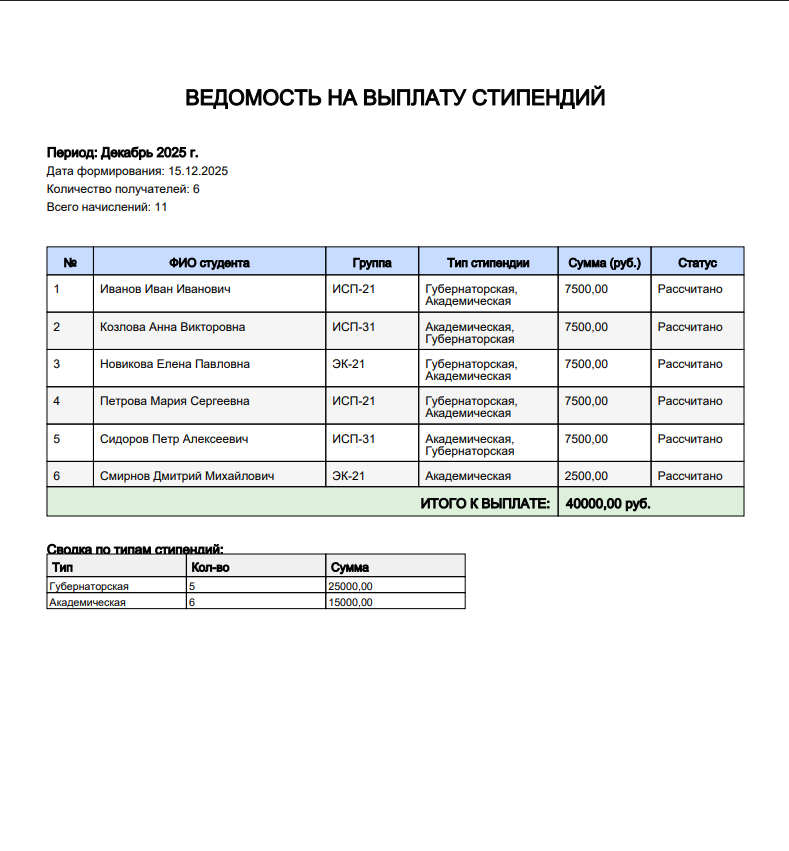 ВЕДОМОСТЬ НА ВЫПЛАТУ СТИПЕНДИЙ
Период: Декабрь 2025 г.
Дата формирования: 15.12.2025
Количество получателей: 6
Всего начислений: 11
№ ФИО студента Группа Тип стипендии Сумма (руб.) Статус
1 Иванов Иван Иванович ИСП-21 Губернаторская, 7500,00 Рассчитано
Академическая
2 Козлова Анна Викторовна ИСП-31 Академическая, 7500,00 Рассчитано
Губернаторская
3 Новикова Елена Павловна ЭК-21 Губернаторская, 7500,00 Рассчитано
Академическая
4 Петрова Мария Сергеевна ИСП-21 Губернаторская, 7500,00 Рассчитано
Академическая
5 Сидоров Петр Алексеевич ИСП-31 Академическая, 7500,00 Рассчитано
Губернаторская
6 Смирнов Дмитрий Михайлович ЭК-21 Академическая 2500,00 Рассчитано
ИТОГО К ВЫПЛАТЕ: 40000,00 руб.
Сводка по типам стипендий:
Тип Кол-во Сумма
Губернаторская 5 25000,00
Академическая 6 15000,00